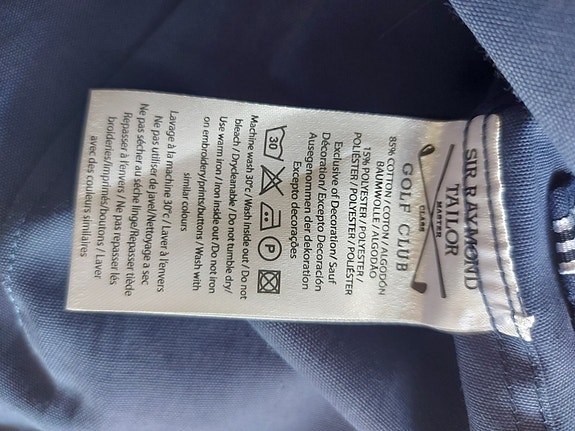 SIR RAYMOND
TAILOR
MASTER
CLASS
GOLF CLUB
85% COTTON / COTON / ALGODÓN
BAUMWOLLE / ALGODÃO
15% POLYESTER / POLYESTER /
POLIÉSTER / POLYESTER / POLIÉSTER
Exclusive of Decoration/ Sauf
Décoration/ Excepto Decoración
Ausgenommen der dekoration
Excepto decorações
30
P
Machine wash 30°c / Wash Inside out / Do not
bleach / Drycleanable / Do not tumble dry/
Use warm iron / Iron inside out / Do not iron
on embroidery/prints/buttons / Wash with
similar colours
Lavage à la machine 30°c / Laver à l'envers
Ne pas utiliser de javel/Nettoyage a sec
Ne pas sécher au sèche linge/Repasser tiède
Repasser à l'envers / Ne pas repasser les
broideries/imprimés/boutons / Laver
avec des couleurs similaires